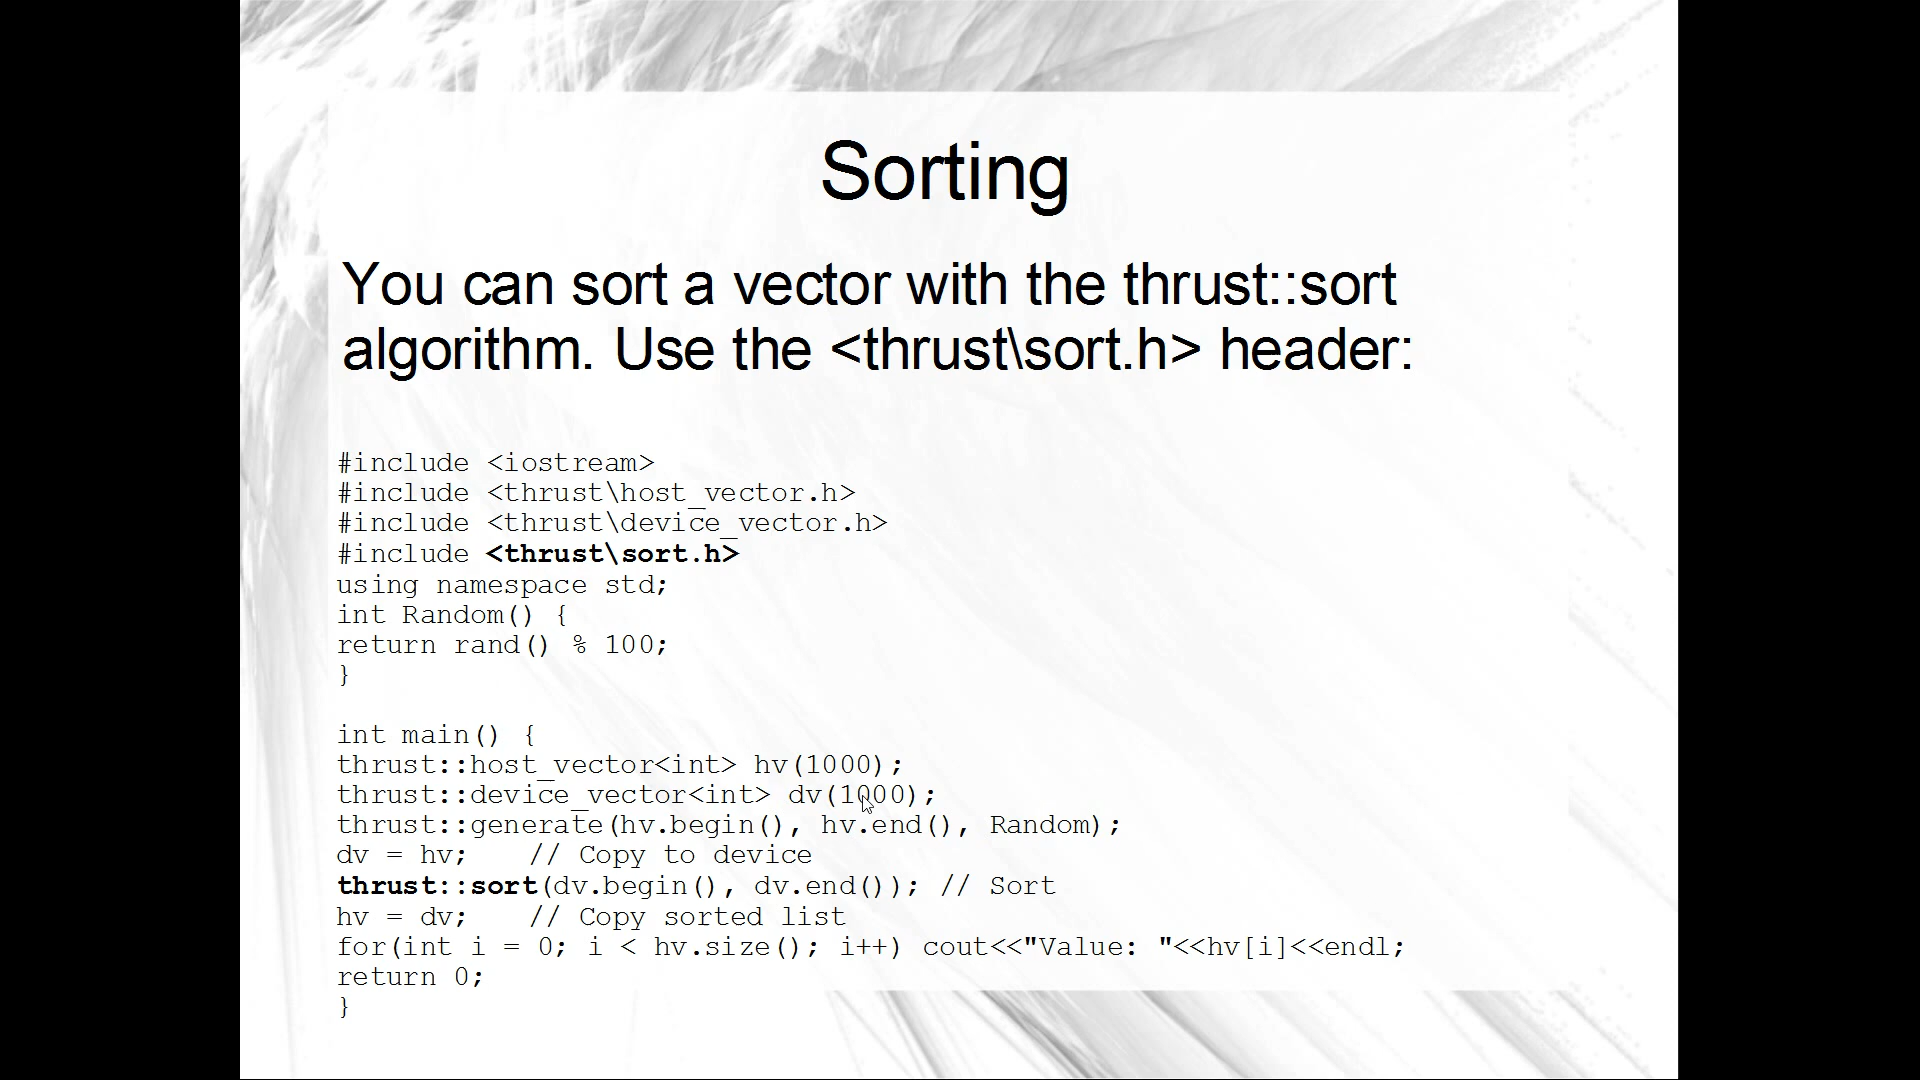 Sorting
You can sort a vector with the thrust::sort
algorithm. Use the <thrust\sort.h> header:
#include <iostream>
#include <thrust\host_vector.h>
#include <thrust\device_vector.h>
#include <thrust\sort.h>
using namespace std;
int Random() {
return rand() % 100;
}
int main() {
thrust::host_vector<int> hv(1000);
thrust::device_vector<int> dv(1000);
thrust::generate(hv.begin(), hv.end(), Random);
dv = hv;    // Copy to device
thrust::sort(dv.begin(), dv.end()); // Sort
hv = dv;    // Copy sorted list
for(int i = 0; i < hv.size(); i++) cout<<"Value: "<<hv[i]<<endl;
return 0;
}